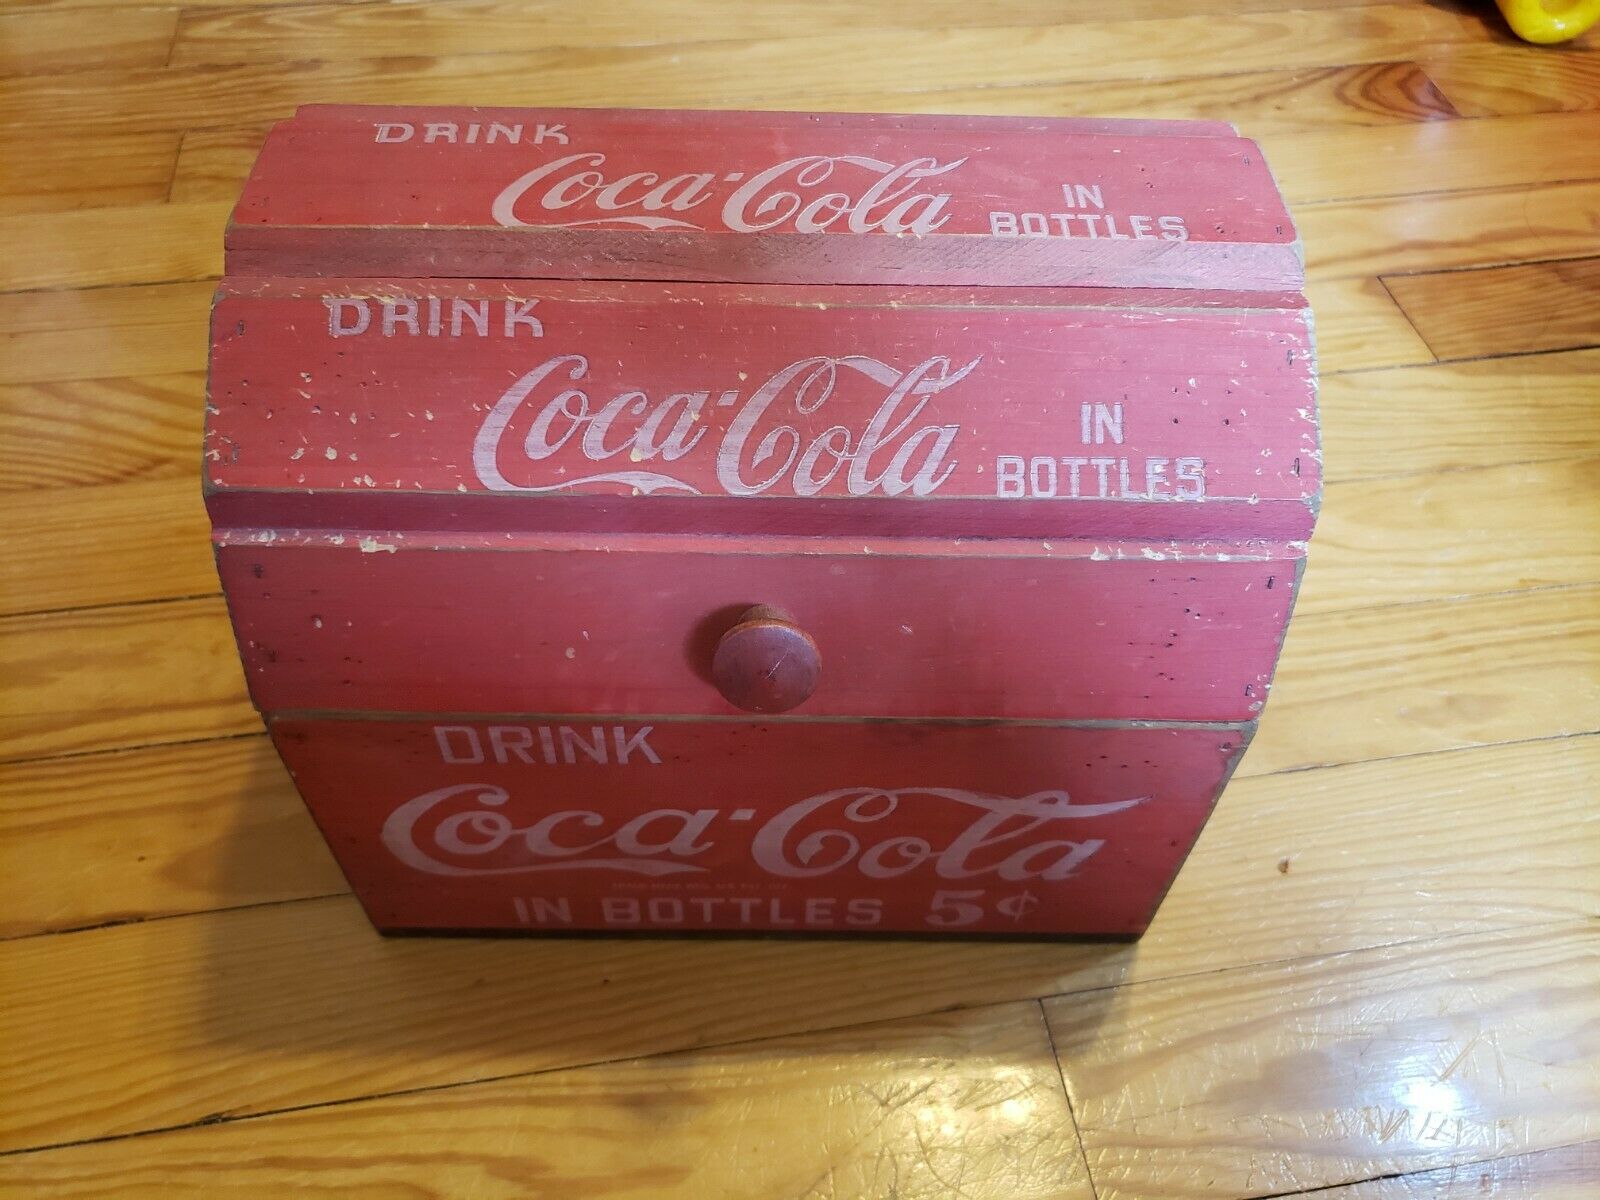 DRINK
Coca-Cola
IN
BOTTLES
DRINK
Coca-Cola
IN
BOTTLES
DRINK
Coca-Cola
IN BOTTLES 5¢